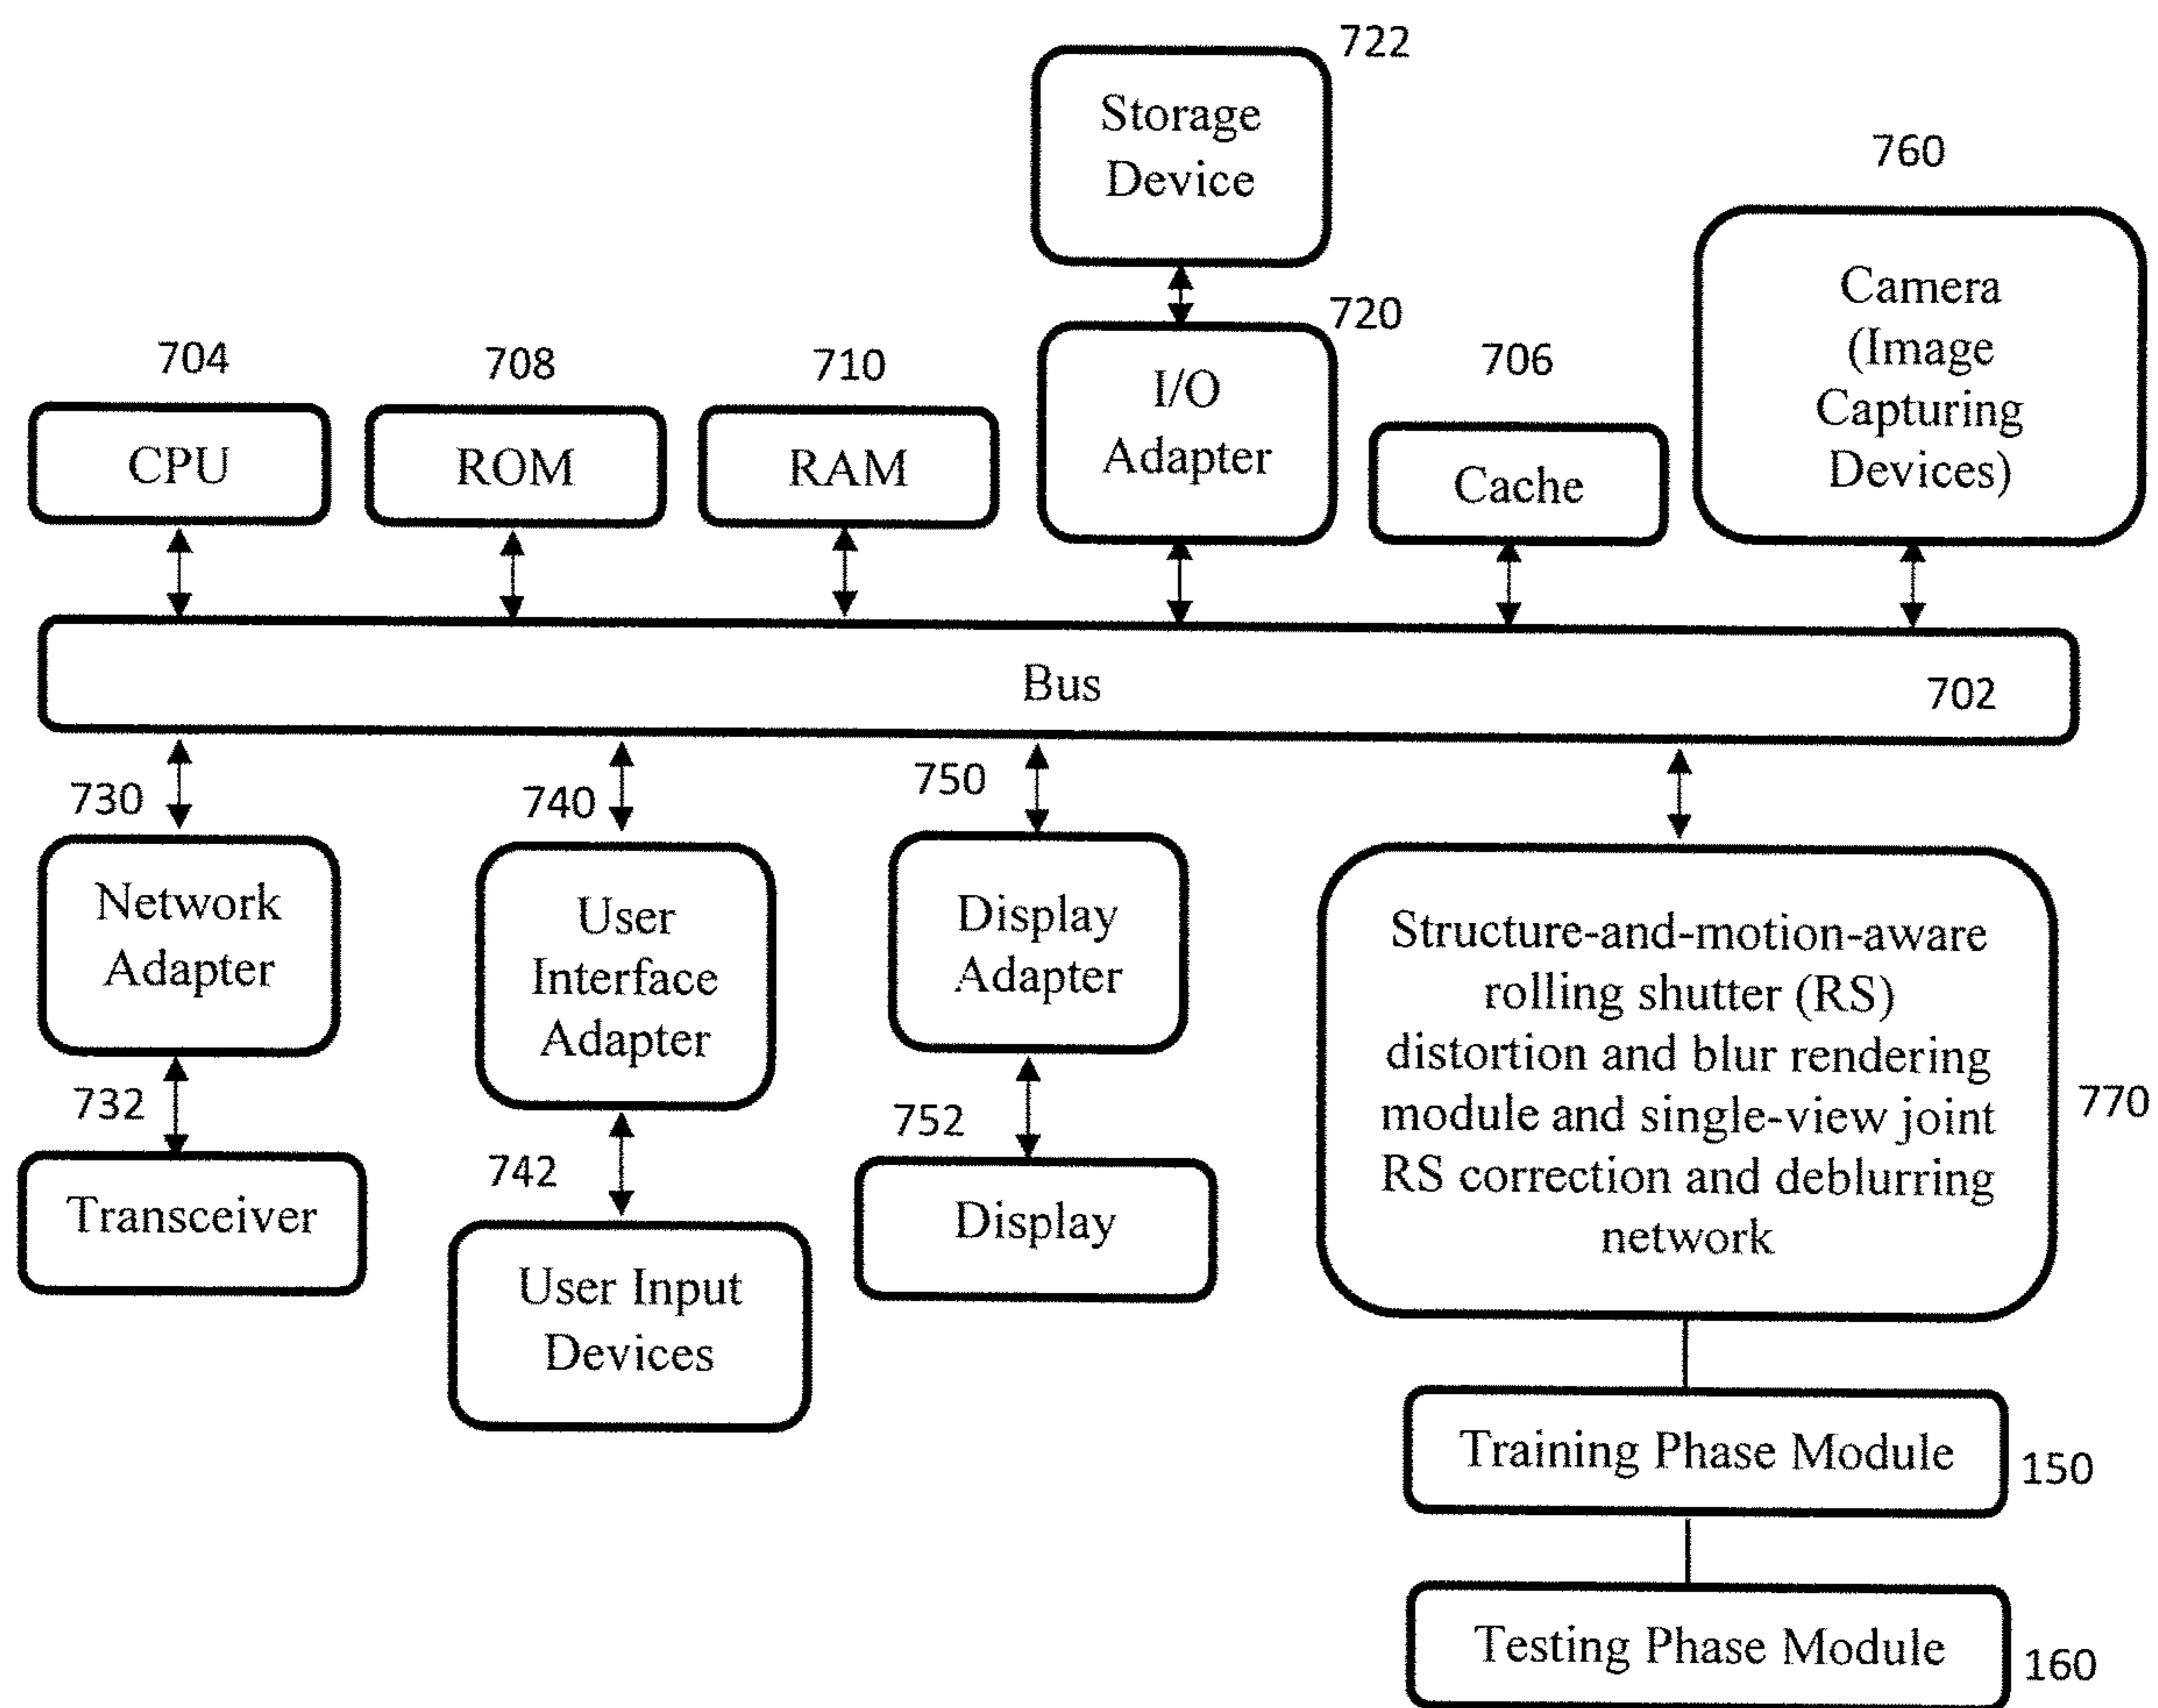 722
Storage
Device
760
Camera
(Image
Capturing
Devices)
720
I/O
Adapter
704
CPU
708
ROM
710
RAM
706
Cache
Bus
702
730
Network
Adapter
732
Transceiver
740
User
Interface
Adapter
742
User Input
Devices
750
Display
Adapter
752
Display
Structure-and-motion-aware
rolling shutter (RS)
distortion and blur rendering
module and single-view joint
RS correction and deblurring
network
770
Training Phase Module
150
Testing Phase Module
160